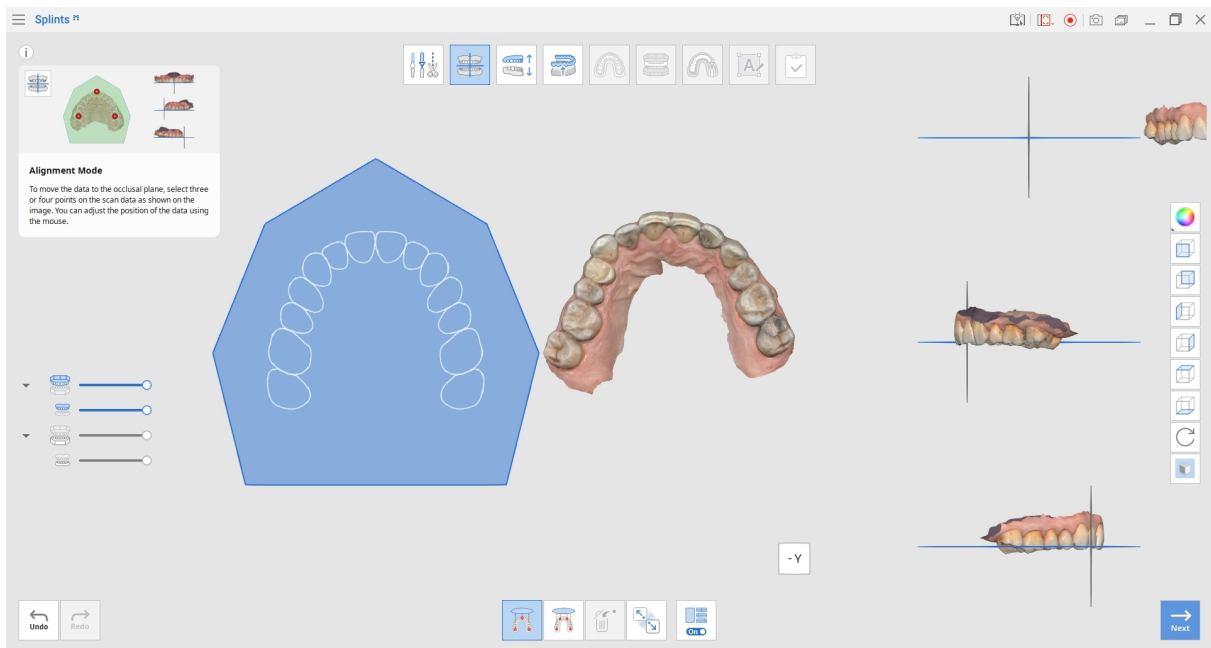 Splints
Alignment Mode
To move the data to the occlusal plane, select three
or four points on the scan data as shown on the
image. You can adjust the position of the data using
the mouse.
- Y
Undo
Redo
On
Next